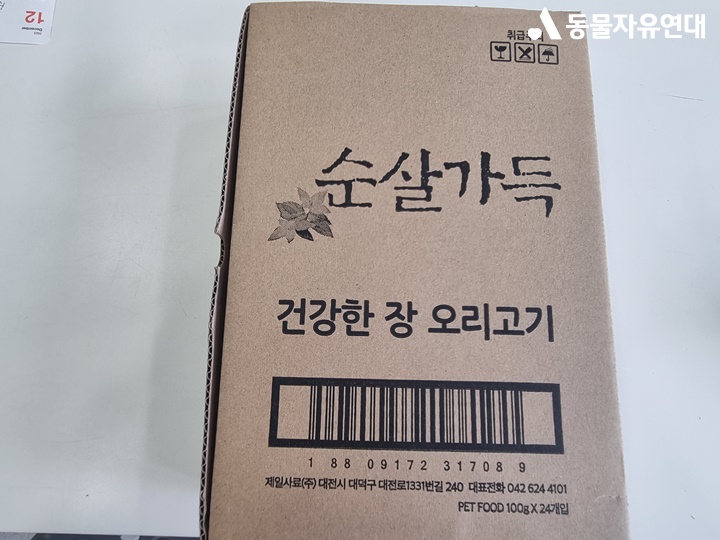 12
December
동물자유연대
순살가득
건강한 장 오리고기
1 88 09172 31708 9
제일사료(주) 대전시 대덕구 대전로1331번길 240 대표전화 042 624 4101
PET FOOD 100g X 24개입